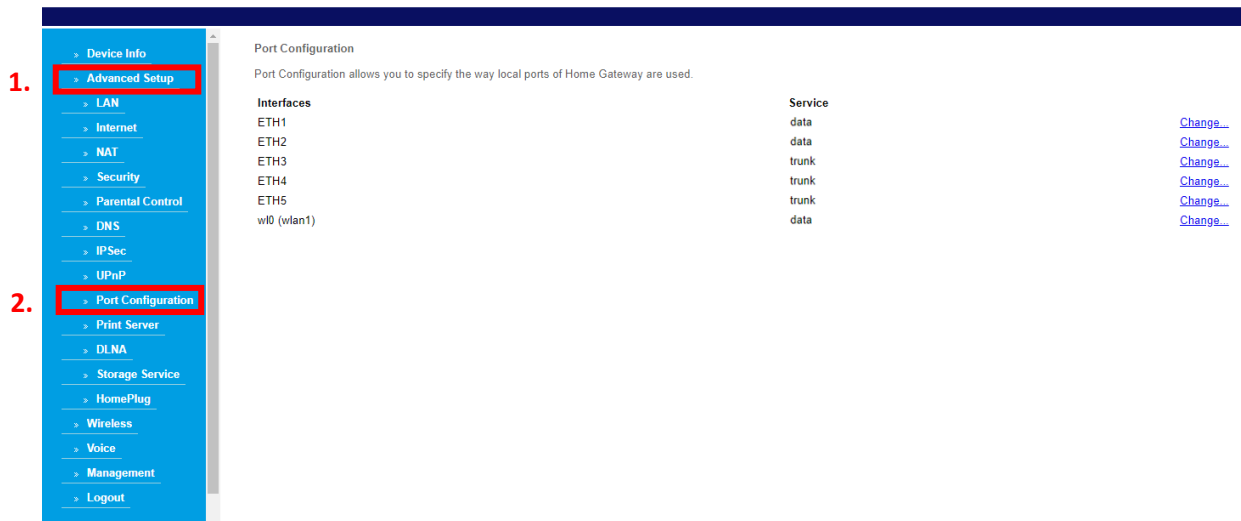 Port Configuration
Port Configuration allows you to specify the way local ports of Home Gateway are used.
Interfaces Service
ETH1 data Change...
ETH2 data Change...
ETH3 trunk Change...
ETH4 trunk Change...
ETH5 trunk Change...
wl0 (wlan1) data Change...
» Device Info
1. » Advanced Setup
» LAN
» Internet
» NAT
» Security
» Parental Control
» DNS
» IPSec
» UPnP
2. » Port Configuration
» Print Server
» DLNA
» Storage Service
» HomePlug
» Wireless
» Voice
» Management
» Logout